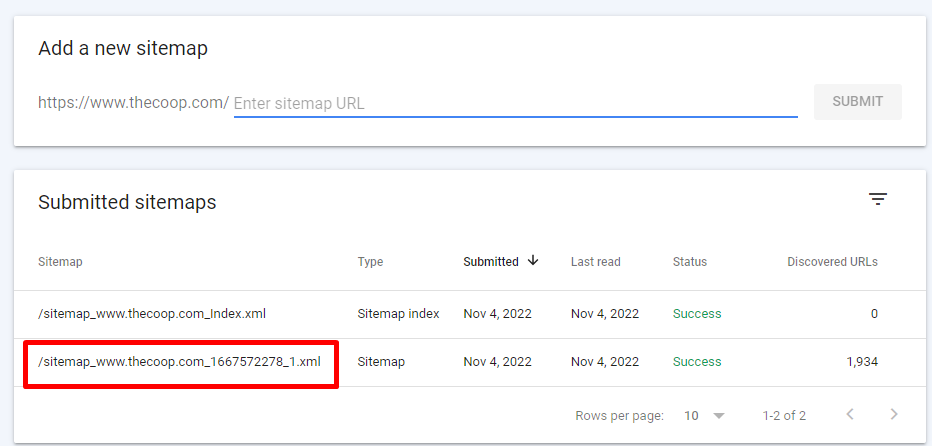 Add a new sitemap
https://www.thecoop.com/ Enter sitemap URL SUBMIT
Submitted sitemaps
Sitemap Type Submitted Last read Status Discovered URLs
/sitemap_www.thecoop.com_Index.xml Sitemap index Nov 4, 2022 Nov 4, 2022 Success 0
/sitemap_www.thecoop.com_1667572278_1.xml Sitemap Nov 4, 2022 Nov 4, 2022 Success 1,934
Rows per page: 10 1-2 of 2